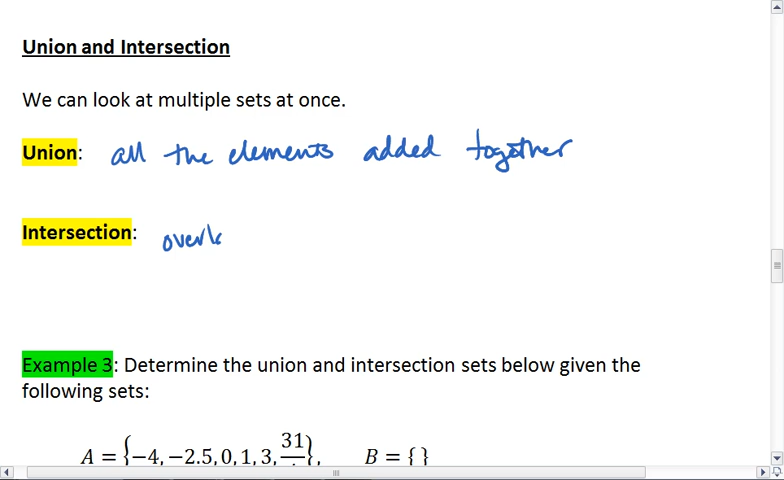 Union and Intersection
We can look at multiple sets at once.
Union: all the elements added together
Intersection:
Example 3: Determine the union and intersection sets below given the
following sets:
A = {−4, −2.5, 0, 1, 3, 31 }, B = { }